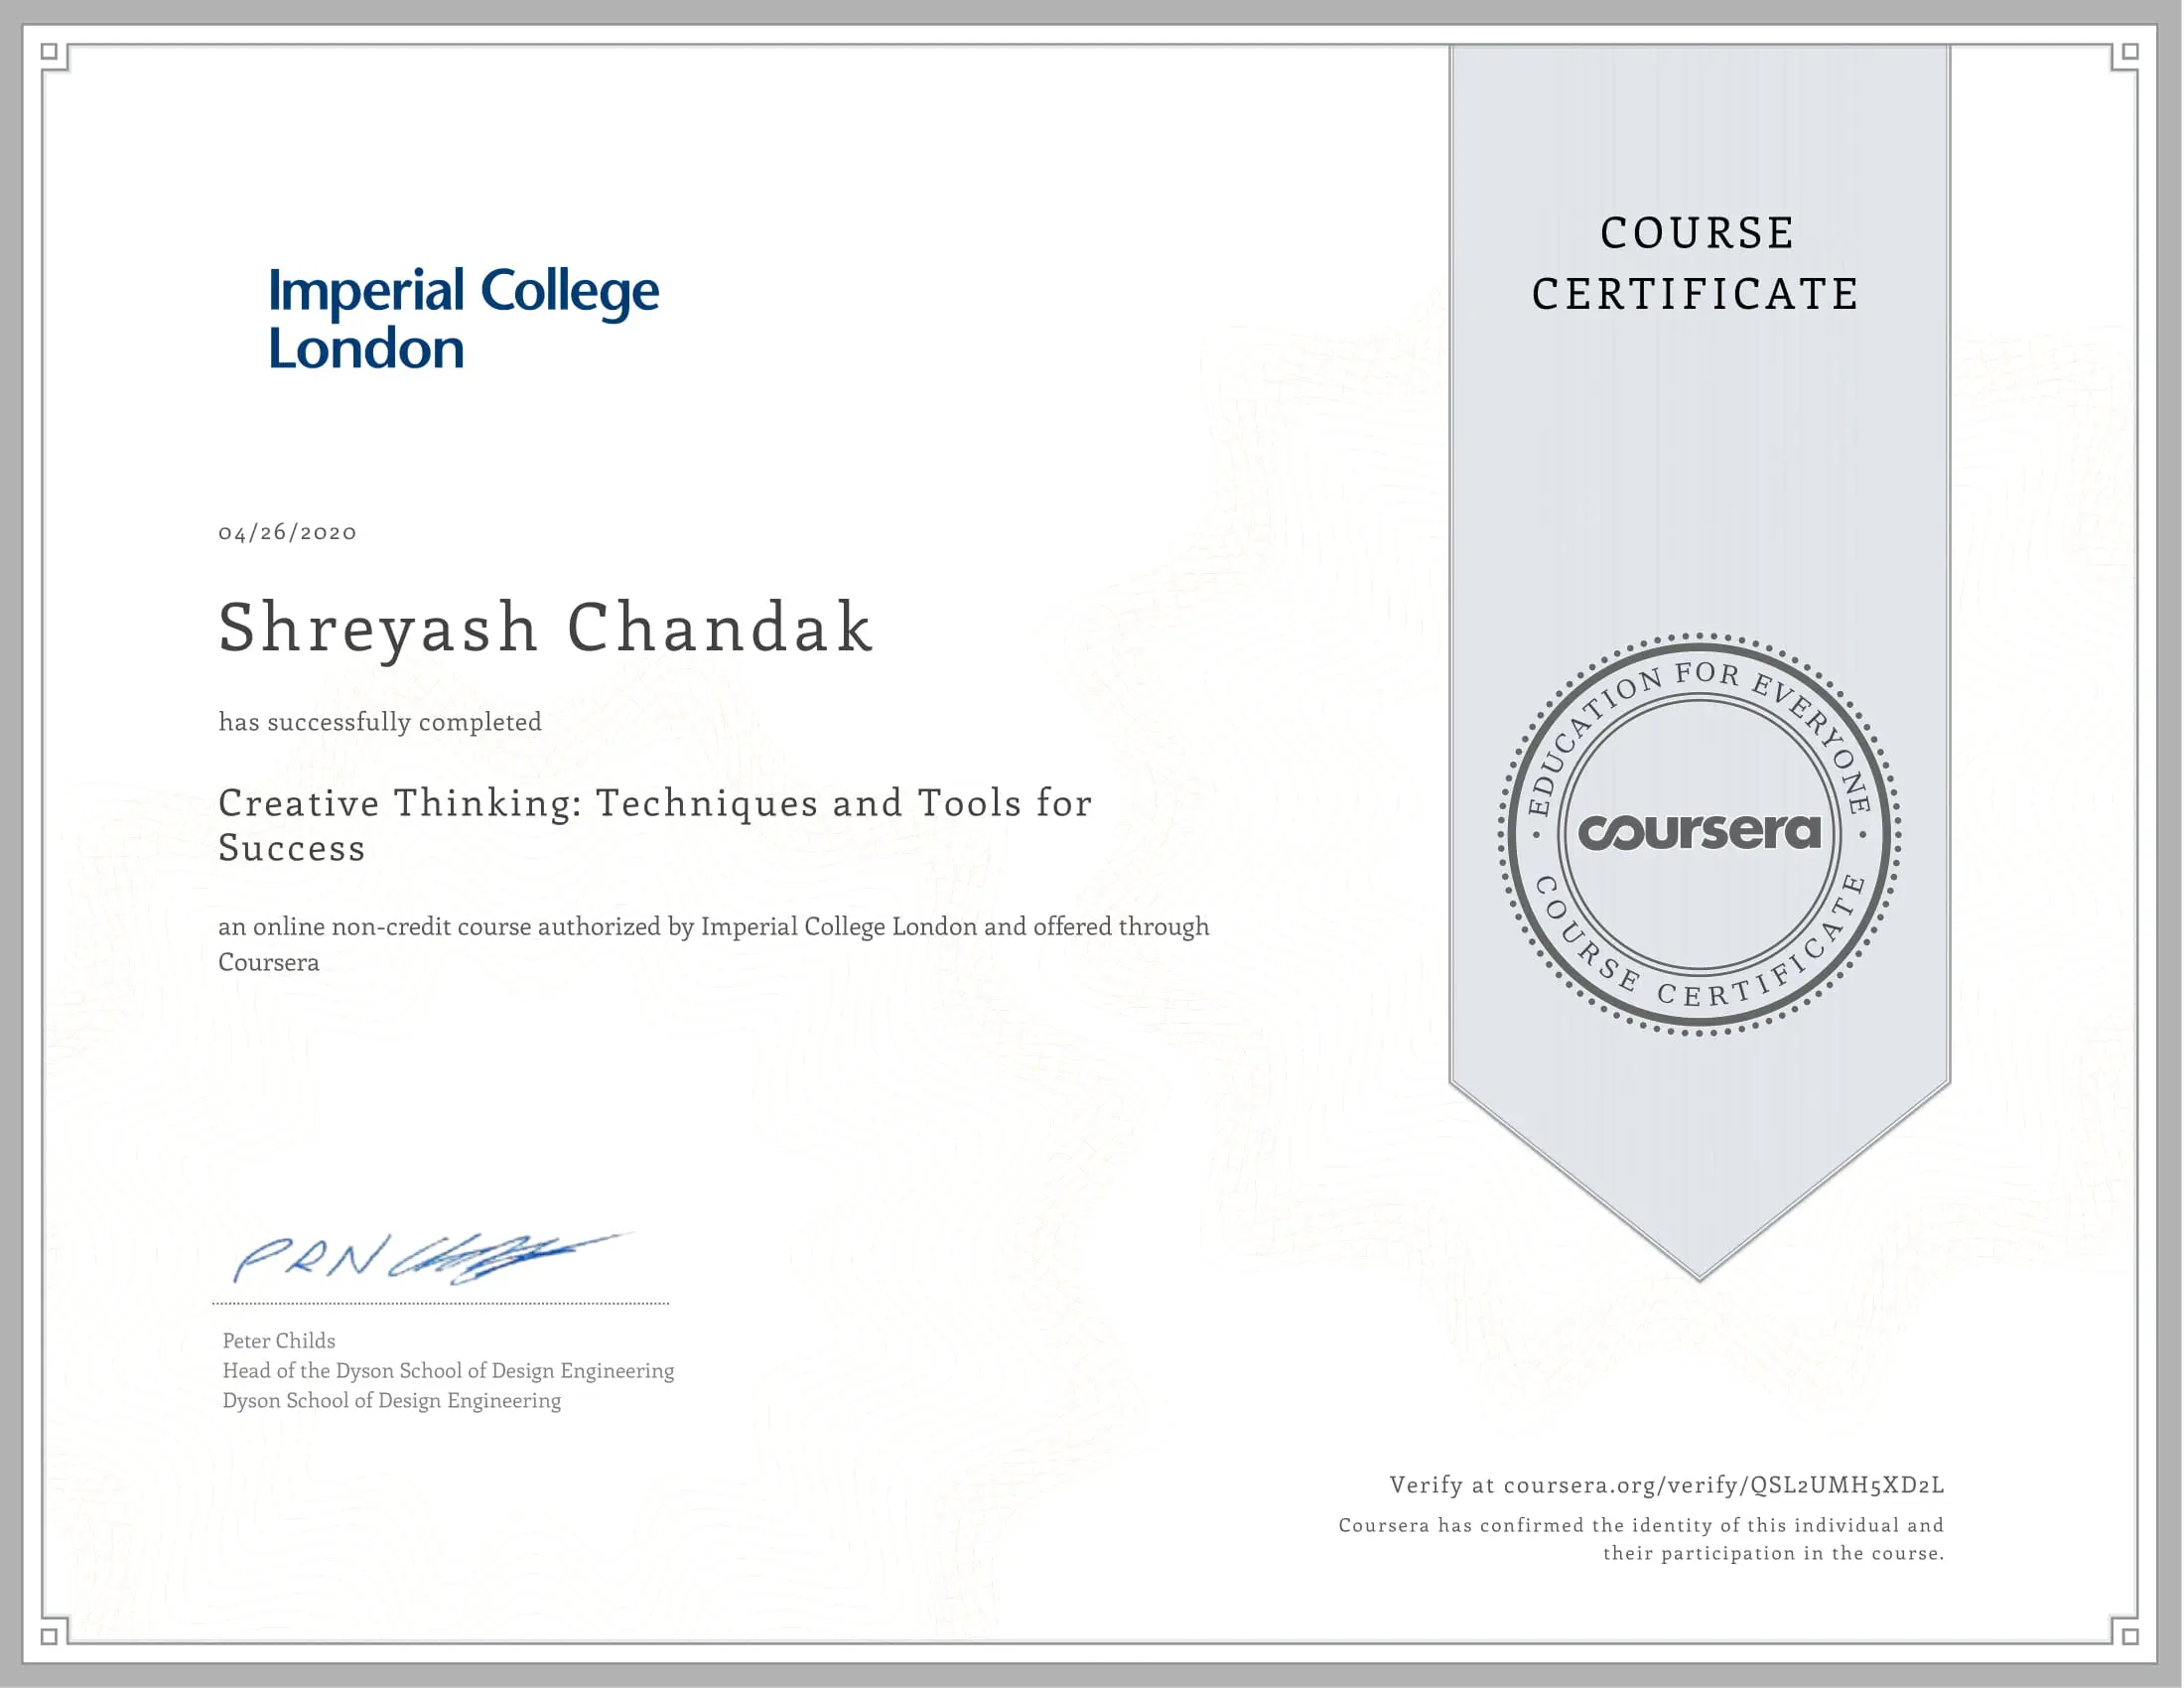 Imperial College
London
COURSE
CERTIFICATE
04/26/2020
Shreyash Chandak
has successfully completed
Creative Thinking: Techniques and Tools for
Success
an online non-credit course authorized by Imperial College London and offered through
Coursera
EDUCATION FOR EVERYONE
coursera
COURSE CERTIFICATE
PRN
Peter Childs
Head of the Dyson School of Design Engineering
Dyson School of Design Engineering
Verify at coursera.org/verify/QSL2UMH5XD2L
Coursera has confirmed the identity of this individual and
their participation in the course.